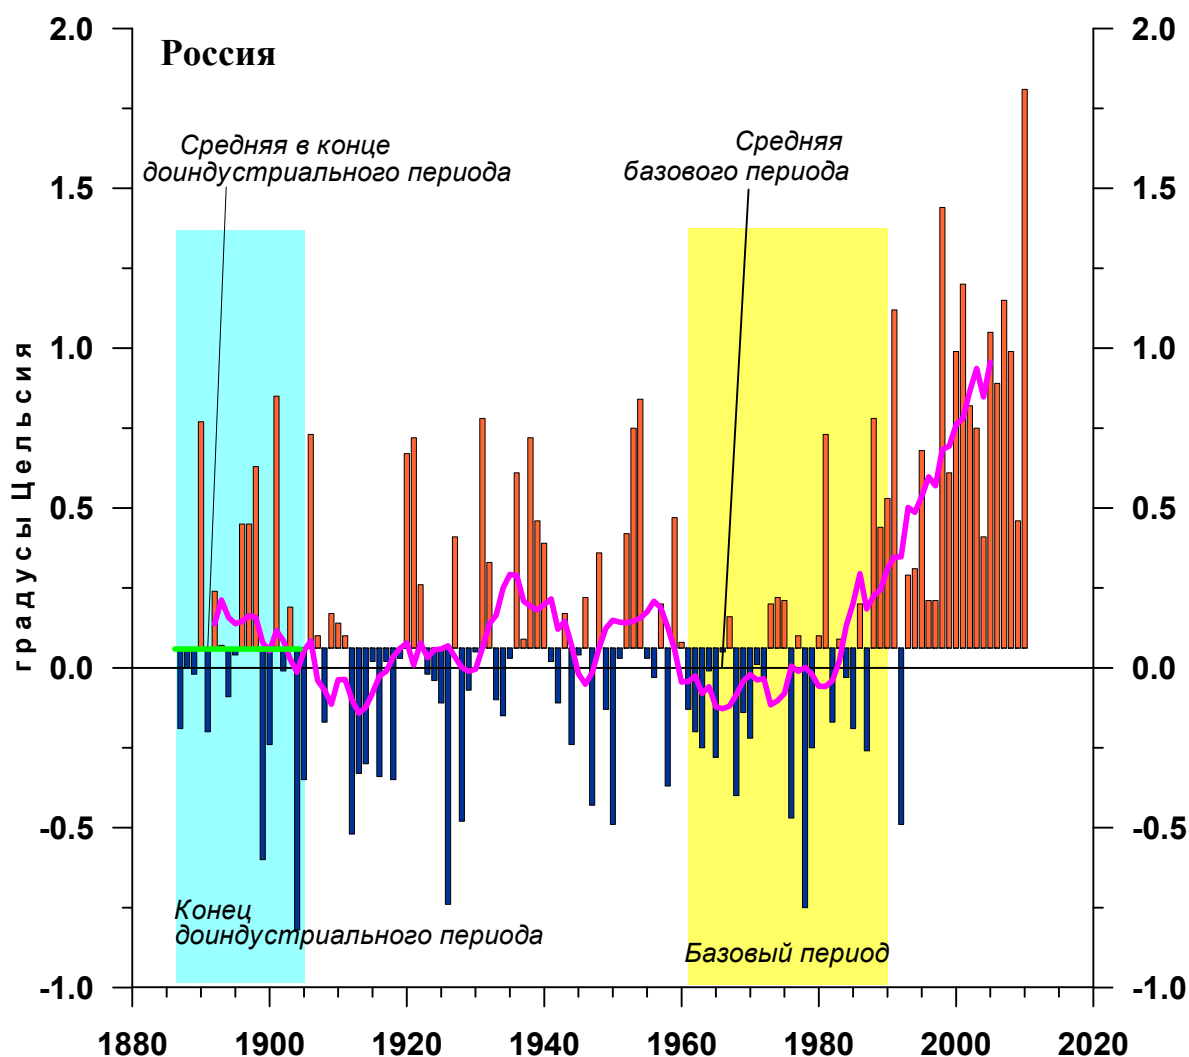 Россия
2.0
2.0
Средняя в конце
доиндустриального периода
Средняя
базового периода
1.5
1.5
1.0
1.0
градусы Цельсия
0.5
0.5
0.0
0.0
-0.5
-0.5
Конец
доиндустриального периода
Базовый период
-1.0
-1.0
1880 1900 1920 1940 1960 1980 2000 2020